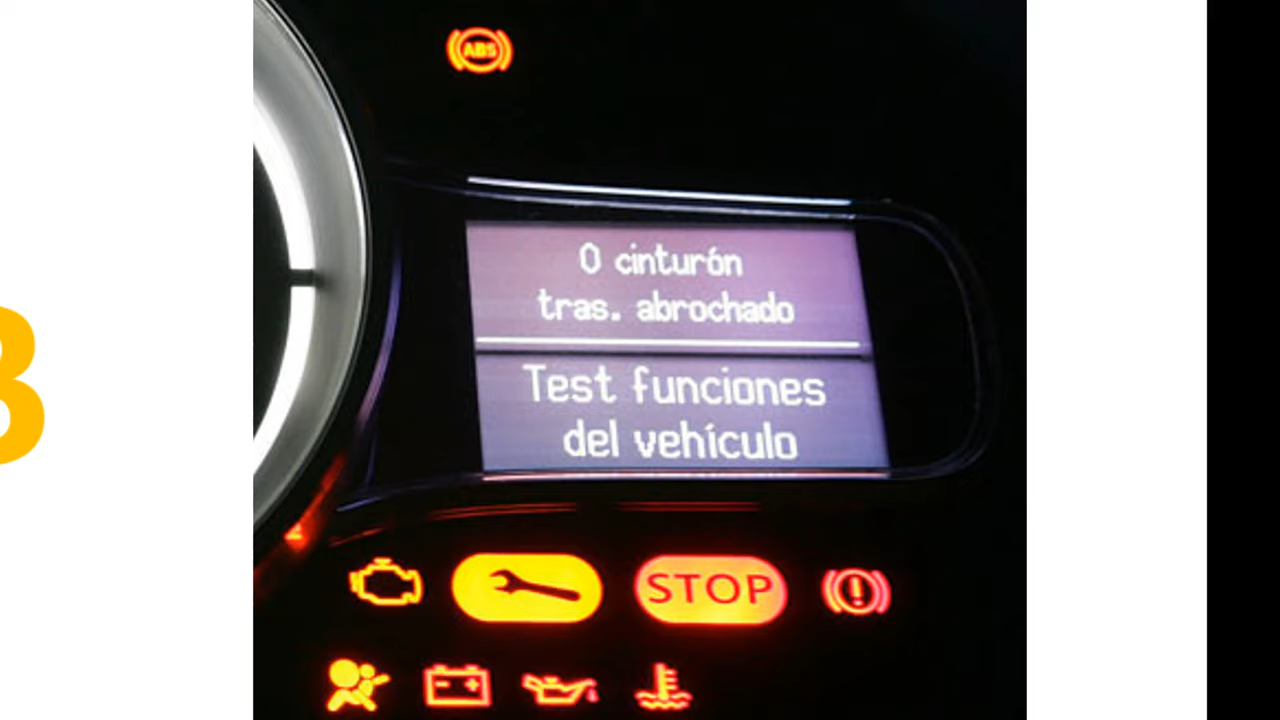 ABS
0 cinturón
tras. abrochado
Test funciones
del vehículo
STOP